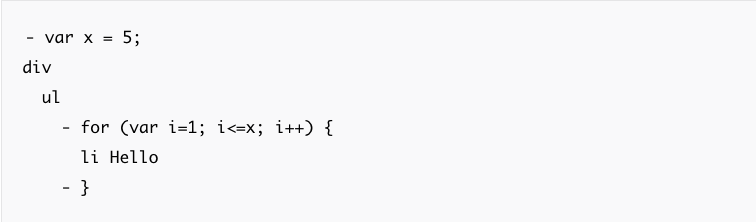 - var x = 5;
div
  ul
    - for (var i=1; i<=x; i++) {
      li Hello
    - }